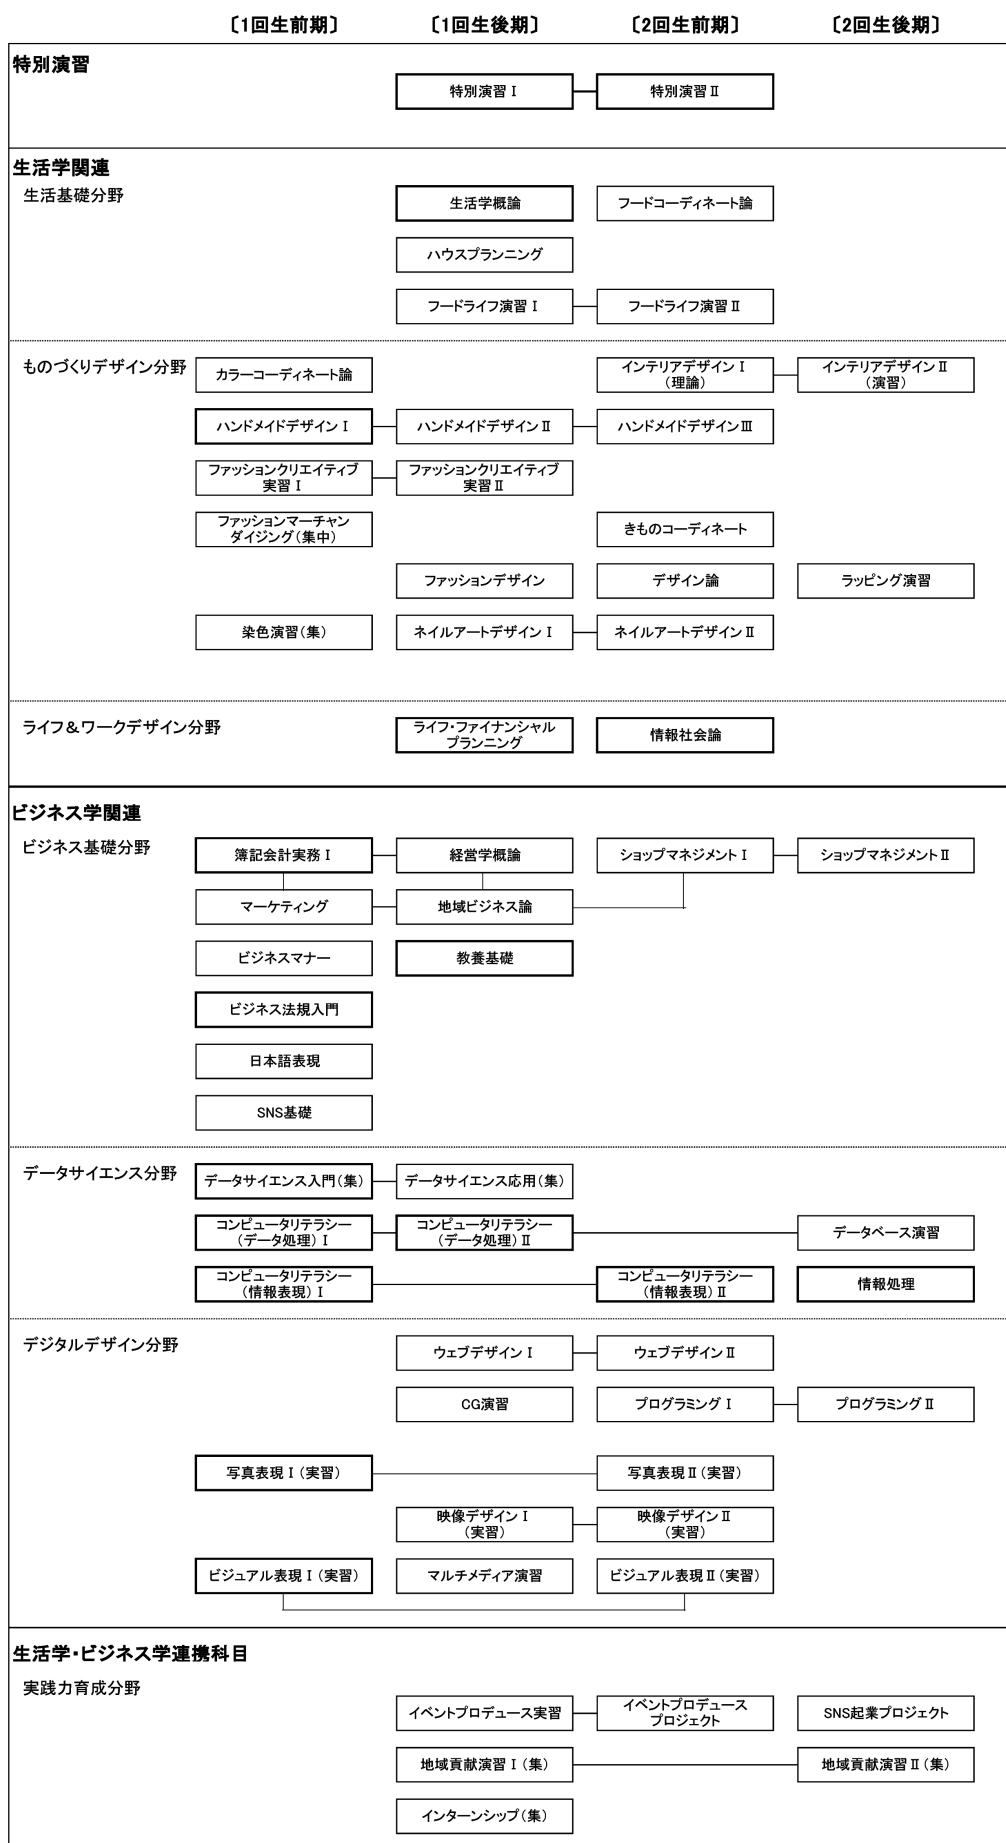 〔1回生前期〕 〔1回生後期〕 〔2回生前期〕 〔2回生後期〕
特別演習
特別演習Ⅰ 特別演習Ⅱ
生活学関連
生活基礎分野
生活学概論 フードコーディネート論
ハウスプランニング
フードライフ演習Ⅰ フードライフ演習Ⅱ
ものづくりデザイン分野
カラーコーディネート論
インテリアデザインⅠ
(理論)
インテリアデザインⅡ
(演習)
ハンドメイドデザインⅠ ハンドメイドデザインⅡ ハンドメイドデザインⅢ
ファッションクリエイティブ
実習Ⅰ
ファッションクリエイティブ
実習Ⅱ
ファッションマーチャン
ダイジング(集中)
きものコーディネート
ファッションデザイン デザイン論 ラッピング演習
染色演習(集) ネイルアートデザインⅠ ネイルアートデザインⅡ
ライフ&ワークデザイン分野
ライフ・ファイナンシャル
プランニング
情報社会論
ビジネス学関連
ビジネス基礎分野
簿記会計実務Ⅰ 経営学概論 ショップマネジメントⅠ ショップマネジメントⅡ
マーケティング 地域ビジネス論
ビジネスマナー 教養基礎
ビジネス法規入門
日本語表現
SNS基礎
データサイエンス分野
データサイエンス入門(集) データサイエンス応用(集)
コンピュータリテラシー
(データ処理)Ⅰ
コンピュータリテラシー
(データ処理)Ⅱ
データベース演習
コンピュータリテラシー
(情報表現)Ⅰ
コンピュータリテラシー
(情報表現)Ⅱ
情報処理
デジタルデザイン分野
ウェブデザインⅠ ウェブデザインⅡ
CG演習 プログラミングⅠ プログラミングⅡ
写真表現Ⅰ(実習) 写真表現Ⅱ(実習)
映像デザインⅠ
(実習)
映像デザインⅡ
(実習)
ビジュアル表現Ⅰ(実習) マルチメディア演習 ビジュアル表現Ⅱ(実習)
生活学・ビジネス学連携科目
実践力育成分野
イベントプロデュース実習
イベントプロデュース
プロジェクト
SNS起業プロジェクト
地域貢献演習Ⅰ(集) 地域貢献演習Ⅱ(集)
インターンシップ(集)